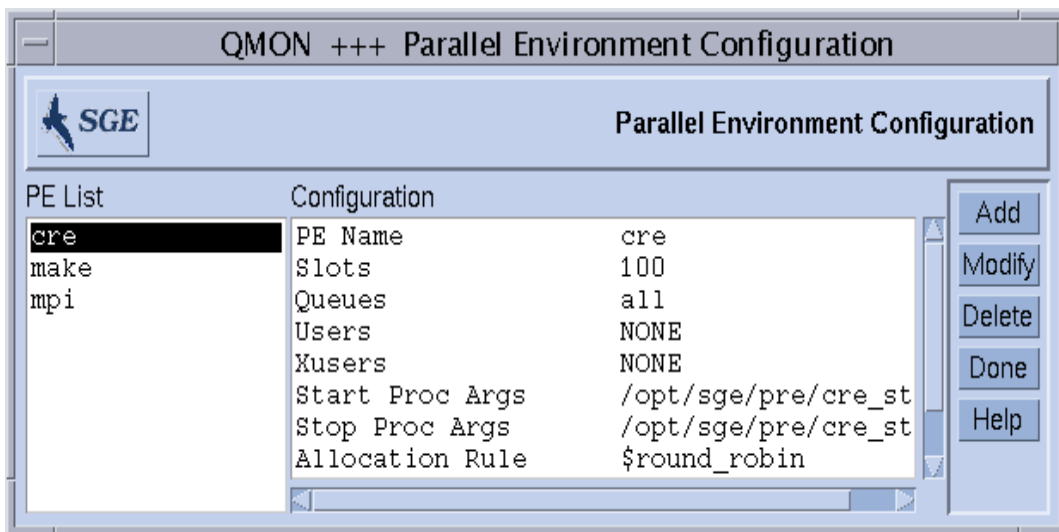 QMON +++ Parallel Environment Configuration
SGE
Parallel Environment Configuration
PE List
cre
make
mpi
Configuration
PE Name cre
Slots 100
Queues all
Users NONE
Xusers NONE
Start Proc Args /opt/sge/pre/cre_st
Stop Proc Args /opt/sge/pre/cre_st
Allocation Rule $round_robin
Add
Modify
Delete
Done
Help